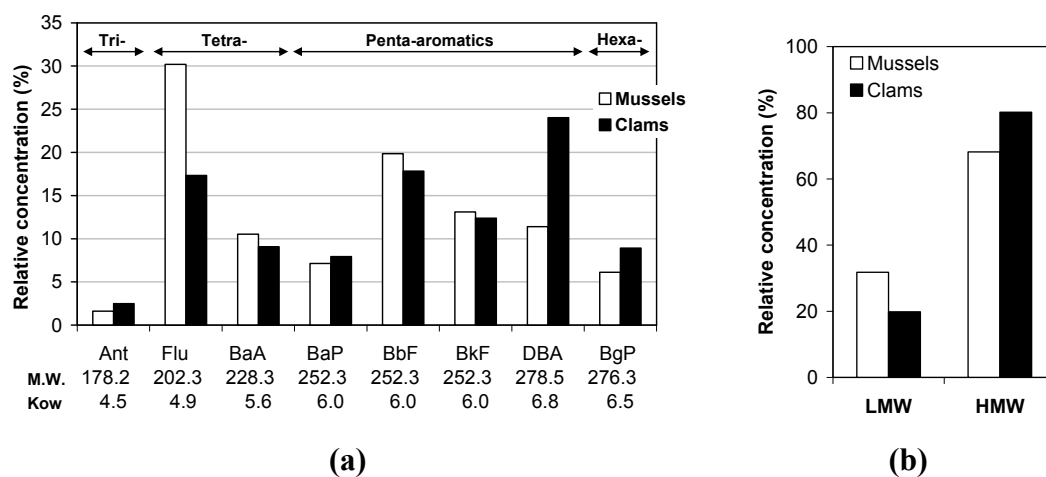 Relative concentration (%)
35
30
25
20
15
10
5
0
Tri-
Tetra-
Penta-aromatics
Hexa-
Mussels
Clams
Ant Flu BaA BaP BbF BkF DBA BgP
M.W. 178.2 202.3 228.3 252.3 252.3 252.3 278.5 276.3
Kow 4.5 4.9 5.6 6.0 6.0 6.0 6.8 6.5
(a)
Relative concentration (%)
100
80
60
40
20
0
Mussels
Clams
LMW HMW
(b)